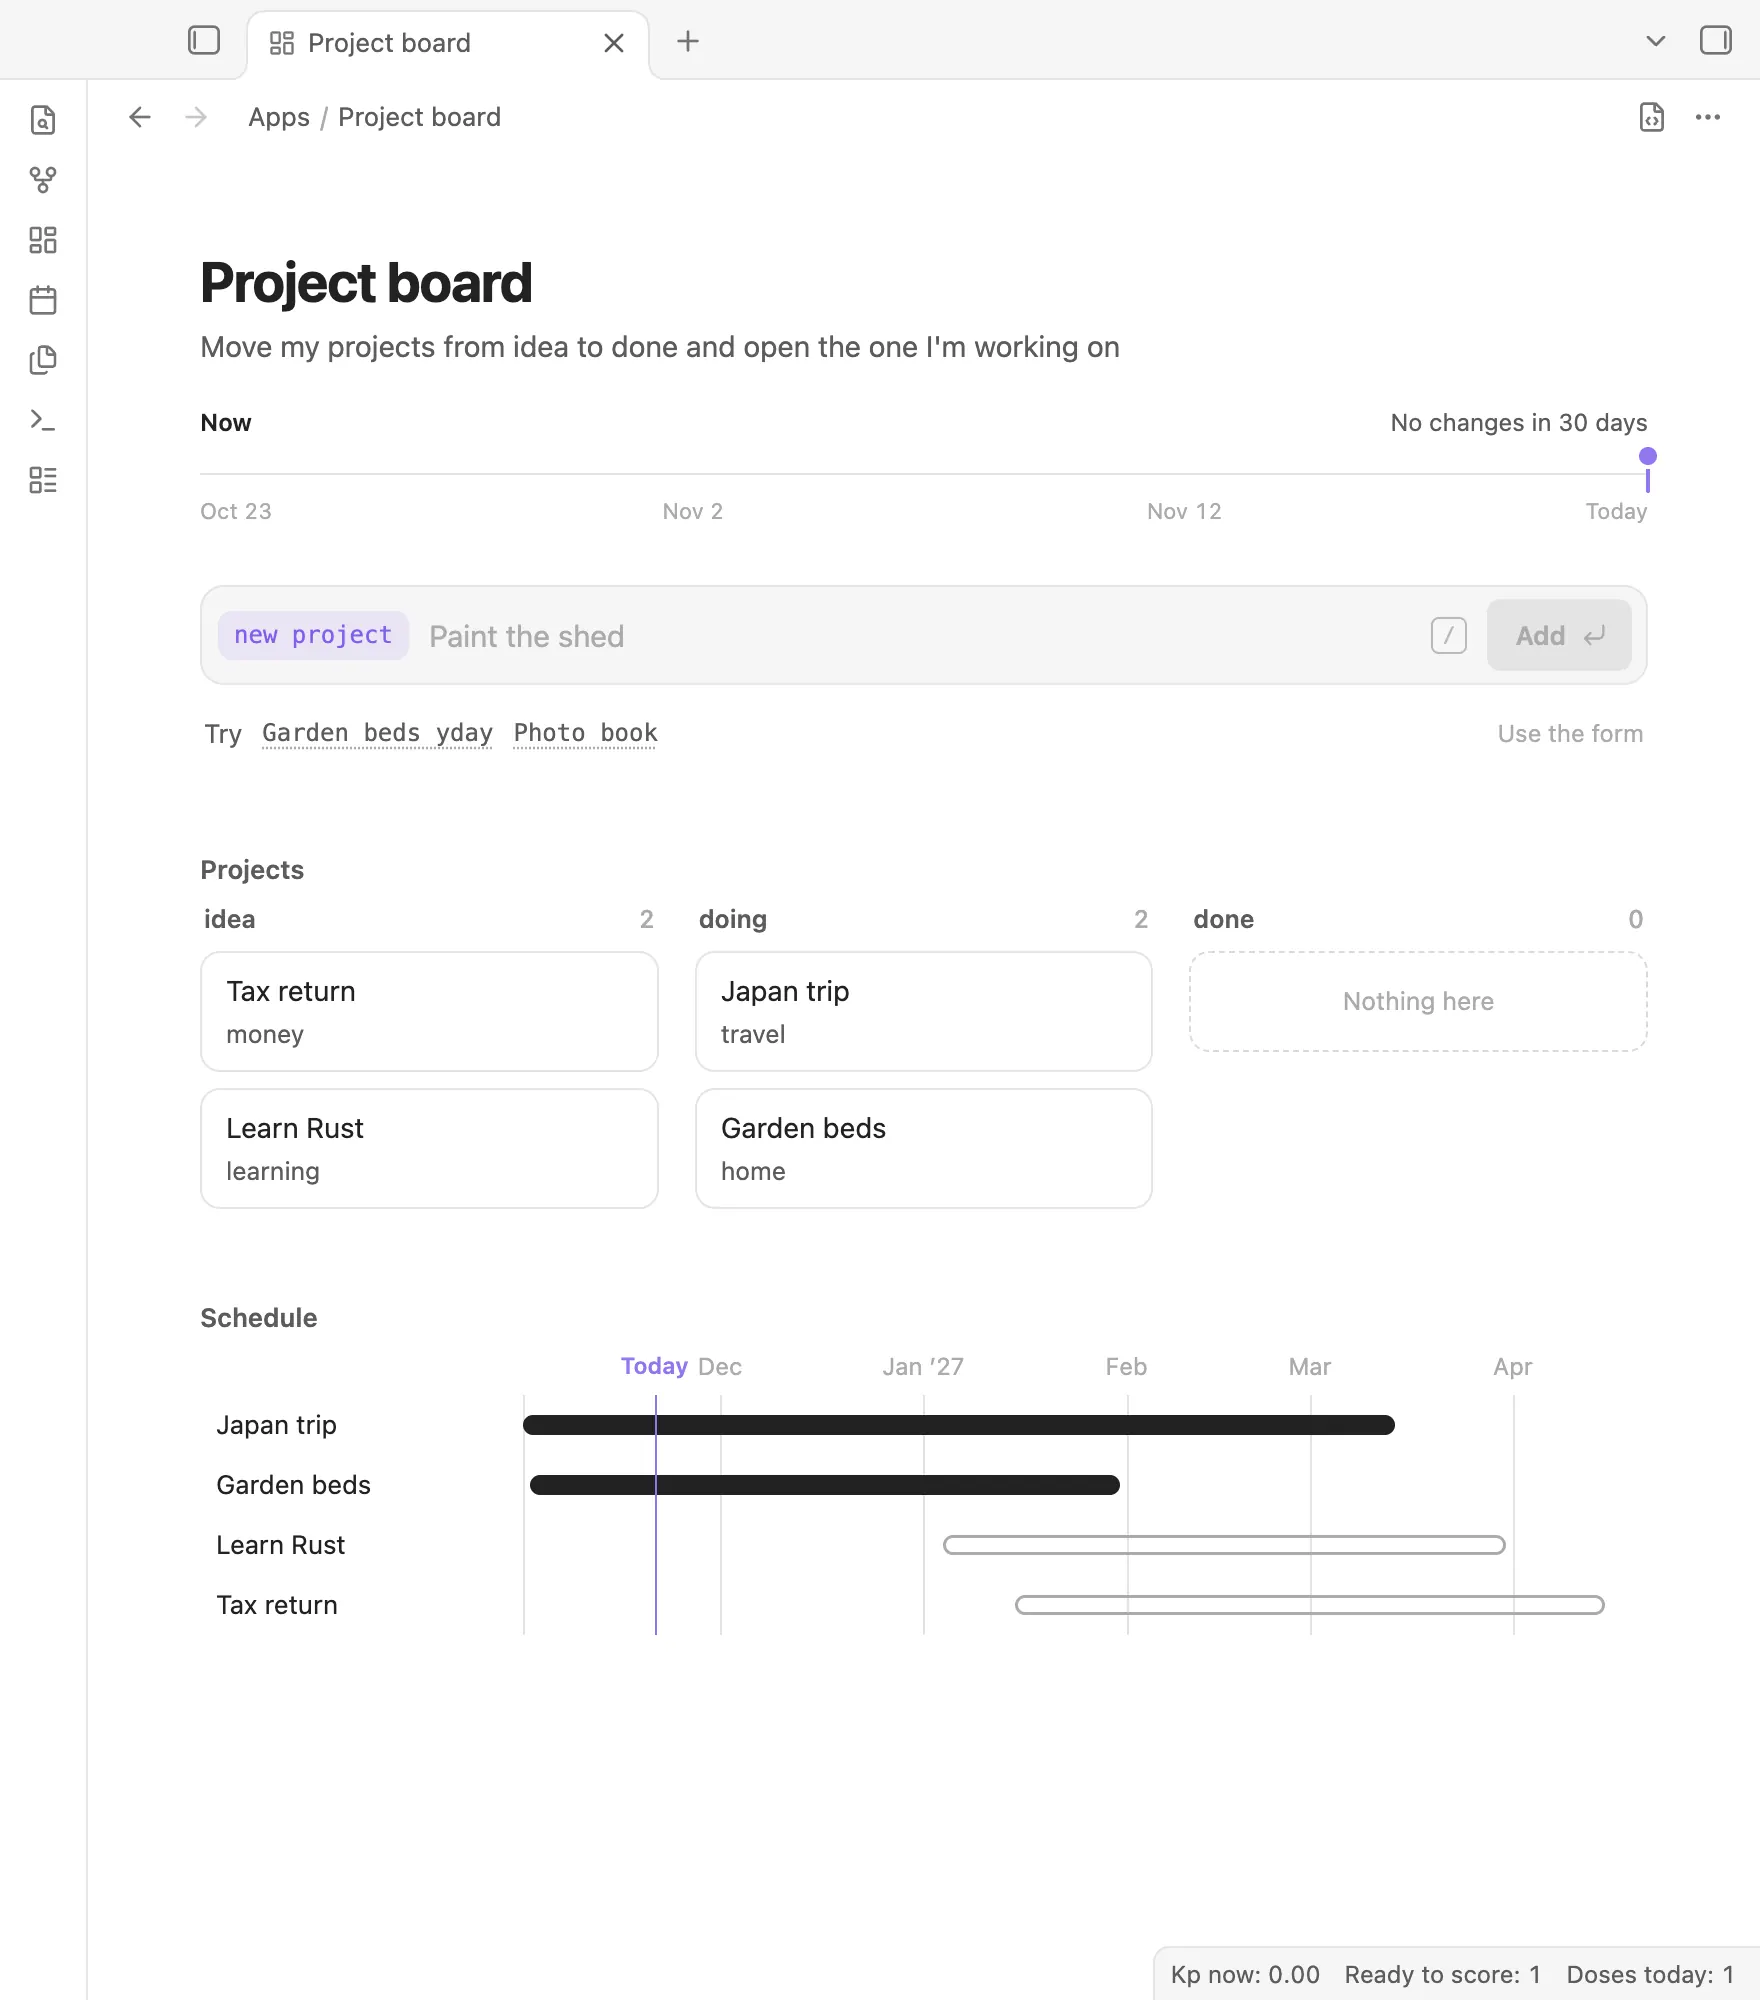 Project board
Apps / Project board
Project board
Move my projects from idea to done and open the one I'm working on
Now
No changes in 30 days
Oct 23
Nov 2
Nov 12
Today
new project
Paint the shed
/
Add
Try
Garden beds yday
Photo book
Use the form
Projects
idea
2
Tax return
money
Learn Rust
learning
doing
2
Japan trip
travel
Garden beds
home
done
0
Nothing here
Schedule
Today
Dec
Jan ’27
Feb
Mar
Apr
Japan trip
Garden beds
Learn Rust
Tax return
Kp now: 0.00
Ready to score: 1
Doses today: 1